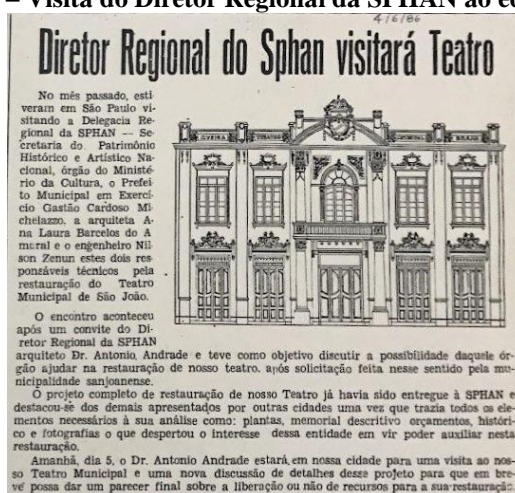 – Visita do Diretor Regional da SPHAN ao e
4/6/86
Diretor Regional do Sphan visitará Teatro
No mês passado, esti
veram em São Paulo vi-
sitando a Delegacia Re-
gional da SPHAN — Se-
cretaria do Patrimônio
Histórico e Artístico Na-
cional, órgão do Ministé-
rio da Cultura, o Prefei
to Municipal em Exercí
cio Gastão Cardoso Mi
chelazzo, a arquiteta A-
na Laura Barcelos do A
maral e o engenheiro Nil
son Zenun estes dois res
ponsáveis técnicos pela
restauração do Teatro
Municipal de São João.
O encontro aconteceu
após um convite do Di-
retor Regional da SPHAN
arquiteto Dr. Antonio Andrade e teve como objetivo discutir a possibilidade daquele ór-
gão ajudar na restauração de nosso teatro, após solicitação feita nesse sentido pela mu-
nicipalidade sanjoanense.
O projeto completo de restauração de nosso Teatro já havia sido entregue à SPHAN e
destacou-se dos demais apresentados por outras cidades uma vez que trazia todos os ele-
mentos necessários à sua análise como: plantas, memorial descritivo orçamentos, históri-
co e fotografias o que despertou o interesse dessa entidade em vir poder auxiliar nesta
restauração.
Amanhã, dia 5, o Dr. Antonio Andrade estará em nossa cidade para uma visita ao nos-
so Teatro Municipal e uma nova discussão de detalhes desse projeto para que em bre-
ve possa dar um parecer final sobre a liberação ou não de recursos para a sua restauração.